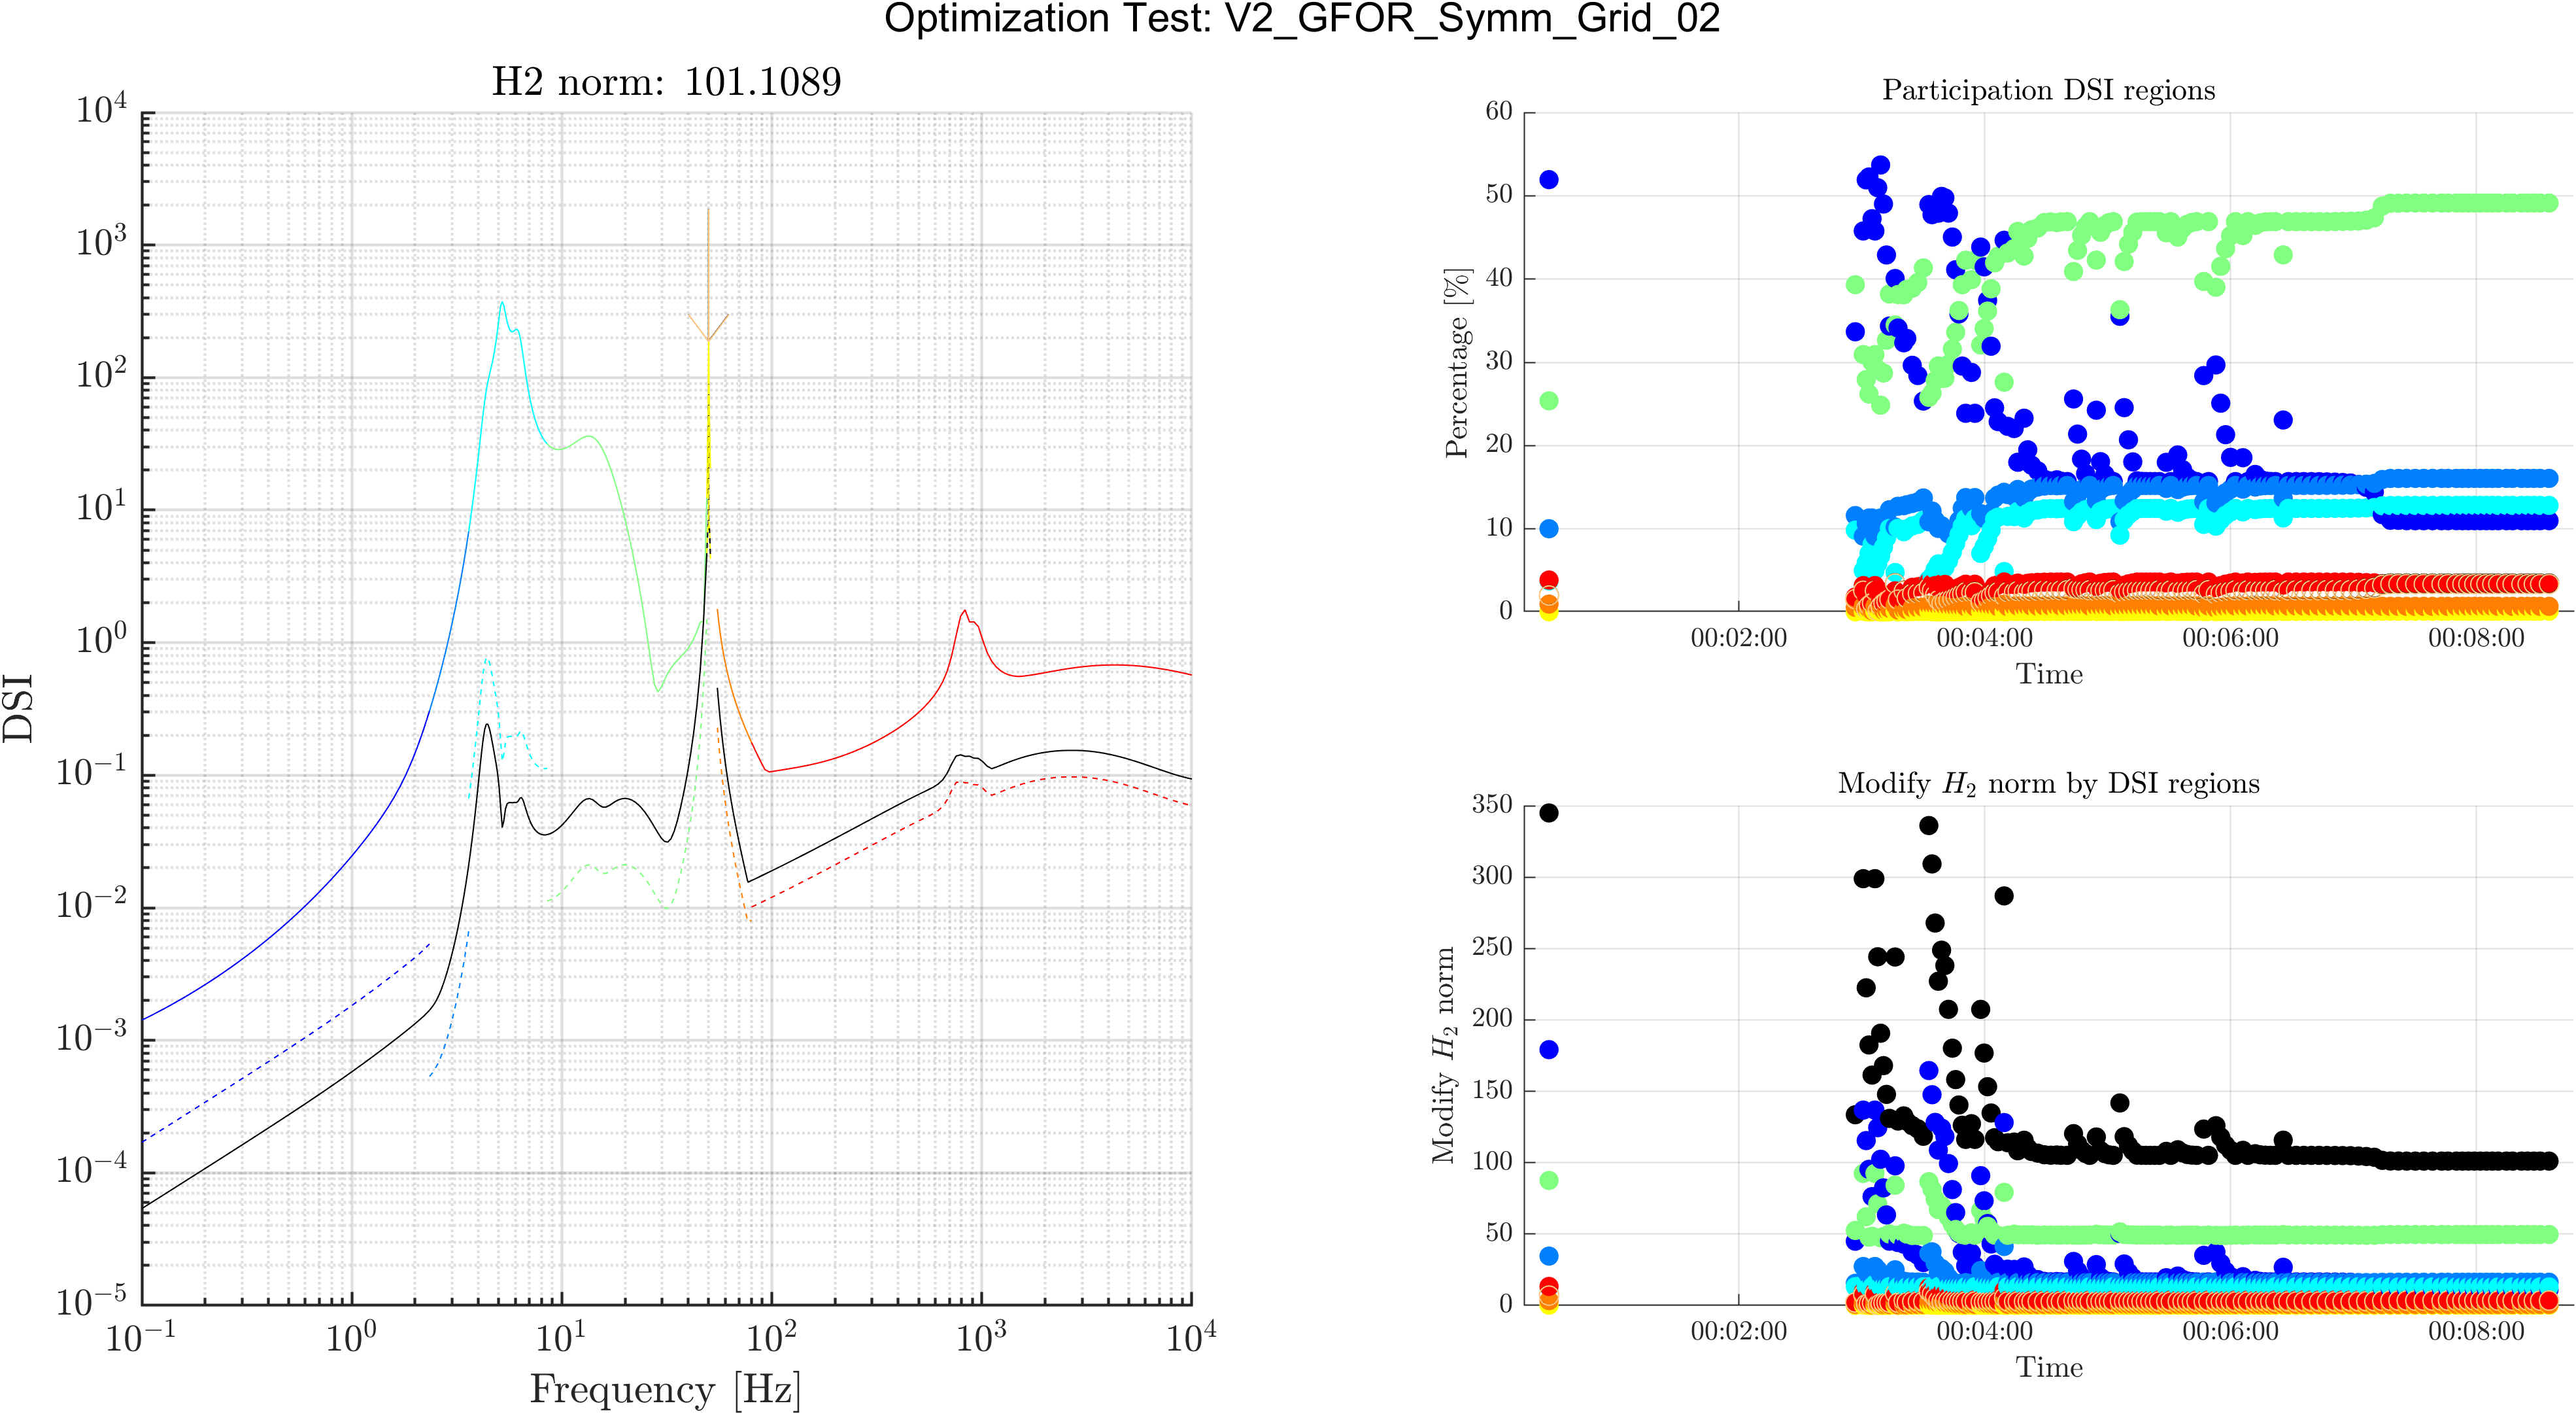 Optimization Test: V2_GFOR_Symm_Grid_02
H2 norm: 101.1089
10^4
10^3
10^2
10^1
10^0
10^−1
10^−2
10^−3
10^−4
10^−5
DSI
10^−1 10^0 10^1 10^2 10^3 10^4
Frequency [Hz]
Participation DSI regions
60
50
40
30
20
10
0
Percentage [%]
00:02:00 00:04:00 00:06:00 00:08:00
Time
Modify H_2 norm by DSI regions
350
300
250
200
150
100
50
0
Modify H_2 norm
00:02:00 00:04:00 00:06:00 00:08:00
Time